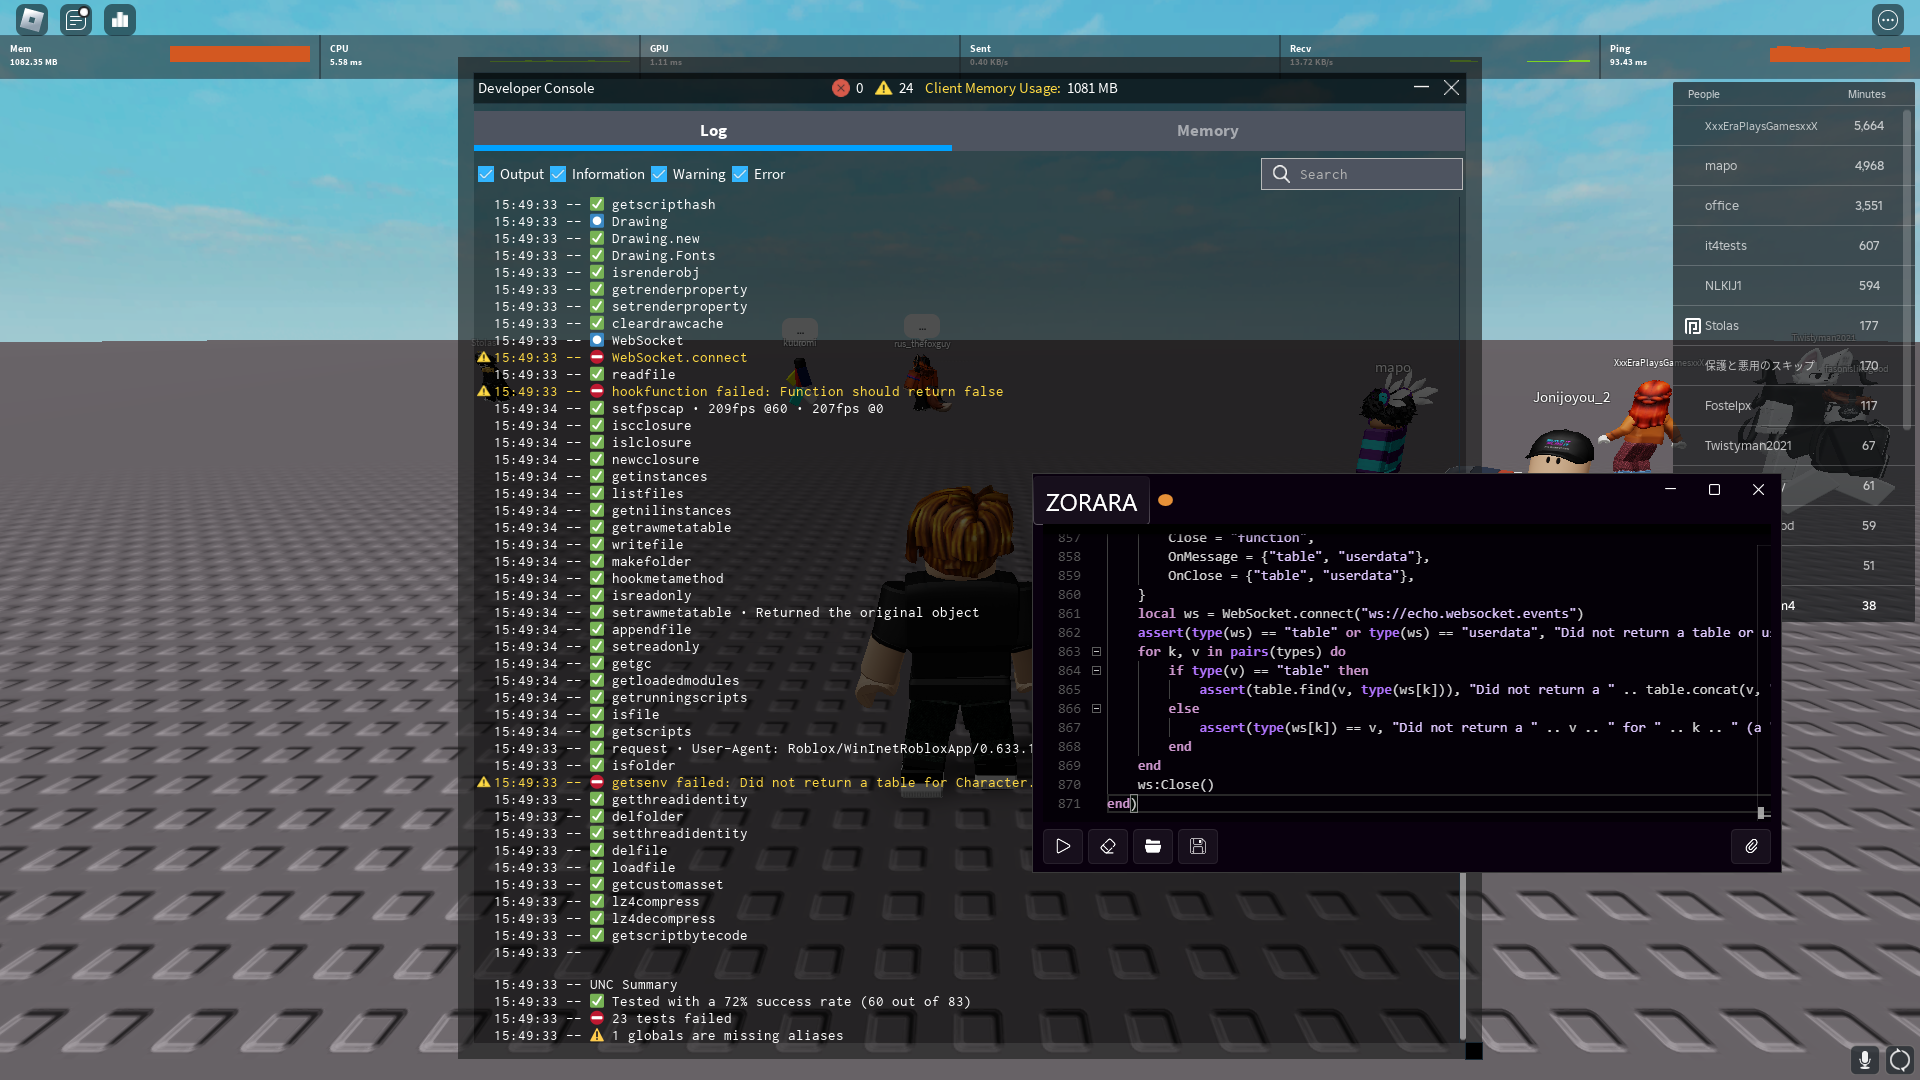 Mem
1082.35 MB
CPU
5.58 ms
GPU
1.11 ms
Sent
0.40 KB/s
Recv
13.72 KB/s
Ping
93.43 ms
Developer Console
0
24
Client Memory Usage: 1081 MB
Log
Memory
Output
Information
Warning
Error
Search
15:49:33 -- ✅ getscripthash
15:49:33 -- Drawing
15:49:33 -- ✅ Drawing.new
15:49:33 -- ✅ Drawing.Fonts
15:49:33 -- ✅ isrenderobj
15:49:33 -- ✅ getrenderproperty
15:49:33 -- ✅ setrenderproperty
15:49:33 -- ✅ cleardrawcache
15:49:33 -- WebSocket
15:49:33 -- ⛔ WebSocket.connect
15:49:33 -- ✅ readfile
15:49:33 -- ⛔ hookfunction failed: Function should return false
15:49:34 -- ✅ setfpscap • 209fps @60 • 207fps @0
15:49:34 -- ✅ iscclosure
15:49:34 -- ✅ islclosure
15:49:34 -- ✅ newcclosure
15:49:34 -- ✅ getinstances
15:49:34 -- ✅ listfiles
15:49:34 -- ✅ getnilinstances
15:49:34 -- ✅ getrawmetatable
15:49:34 -- ✅ writefile
15:49:34 -- ✅ makefolder
15:49:34 -- ✅ hookmetamethod
15:49:34 -- ✅ isreadonly
15:49:34 -- ✅ setrawmetatable • Returned the original object
15:49:34 -- ✅ appendfile
15:49:34 -- ✅ setreadonly
15:49:34 -- ✅ getgc
15:49:34 -- ✅ getloadedmodules
15:49:34 -- ✅ getrunningscripts
15:49:34 -- ✅ isfile
15:49:34 -- ✅ getscripts
15:49:34 -- ✅ request • User-Agent: Roblox/WinInetRobloxApp/0.633.1
15:49:33 -- ✅ isfolder
15:49:33 -- ⛔ getsenv failed: Did not return a table for Character.
15:49:33 -- ✅ getthreadidentity
15:49:33 -- ✅ delfolder
15:49:33 -- ✅ setthreadidentity
15:49:33 -- ✅ delfile
15:49:33 -- ✅ loadfile
15:49:33 -- ✅ getcustomasset
15:49:33 -- ✅ lz4compress
15:49:33 -- ✅ lz4decompress
15:49:33 -- ✅ getscriptbytecode
15:49:33 --
15:49:33 -- UNC Summary
15:49:33 -- ✅ Tested with a 72% success rate (60 out of 83)
15:49:33 -- ⛔ 23 tests failed
15:49:33 -- ⚠ 1 globals are missing aliases
rus_thefoxguy
mapo
Jonijoyou_2
Twistyman2021
People Minutes
XxxEraPlaysGamesxxX 5,664
mapo 4,968
office 3,551
it4tests 607
NLKIJ1 594
Stolas 177
保護と悪用のスキップ 170
Fostelpx 117
Twistyman2021 67
61
59
51
38
ZORARA
857 Close = "function",
858 OnMessage = {"table", "userdata"},
859 OnClose = {"table", "userdata"},
860 }
861 local ws = WebSocket.connect("ws://echo.websocket.events")
862 assert(type(ws) == "table" or type(ws) == "userdata", "Did not return a table or u
863 for k, v in pairs(types) do
864 if type(v) == "table" then
865 assert(table.find(v, type(ws[k])), "Did not return a " .. table.concat(v, "
866 else
867 assert(type(ws[k]) == v, "Did not return a " .. v .. " for " .. k .. " (a "
868 end
869 end
870 ws:Close()
871 end)